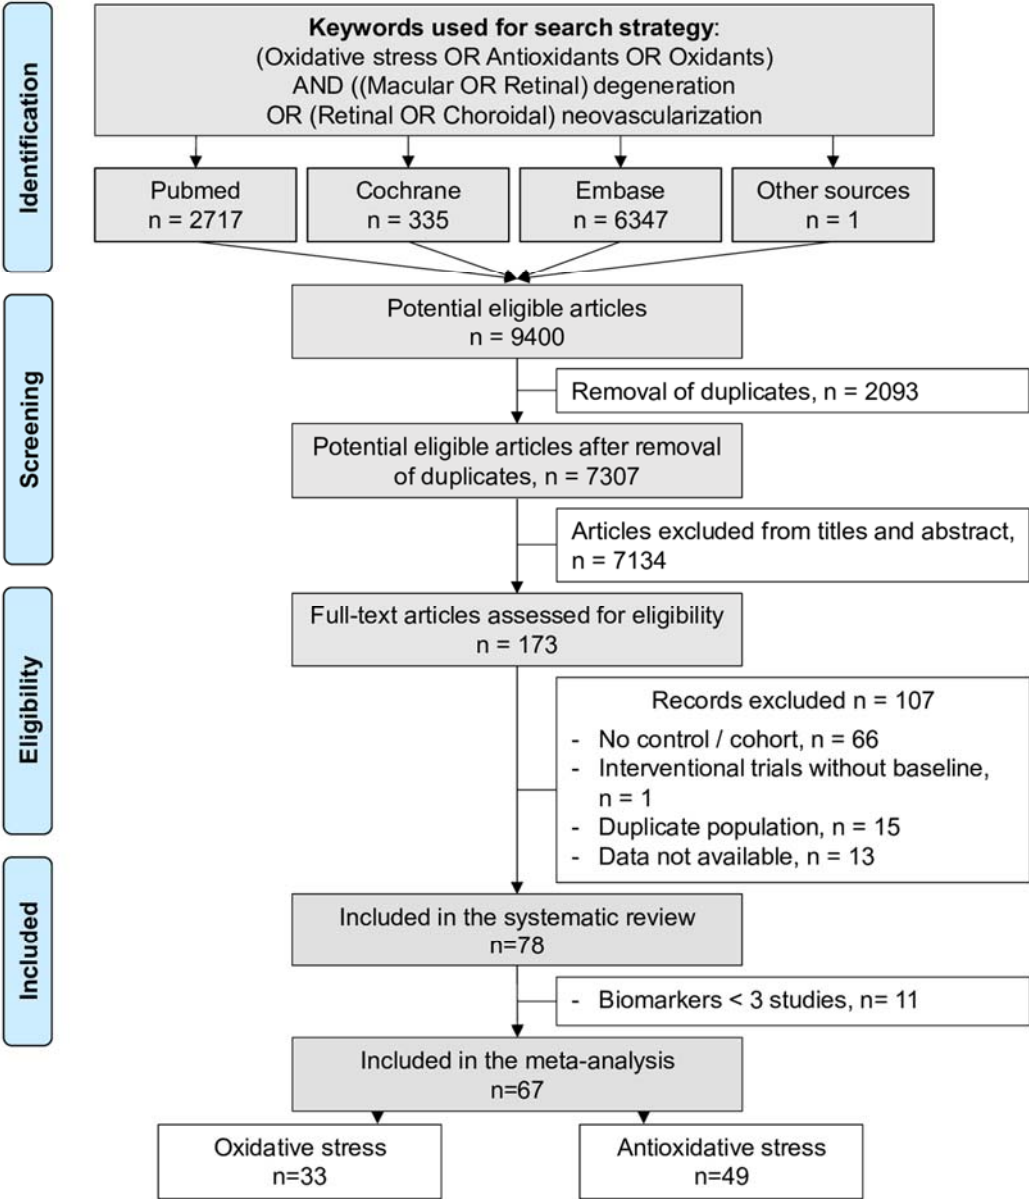 Identification
Keywords used for search strategy:
(Oxidative stress OR Antioxidants OR Oxidants)
AND ((Macular OR Retinal) degeneration
OR (Retinal OR Choroidal) neovascularization
Pubmed
n = 2717
Cochrane
n = 335
Embase
n = 6347
Other sources
n = 1
Screening
Potential eligible articles
n = 9400
Removal of duplicates, n = 2093
Potential eligible articles after removal
of duplicates, n = 7307
Articles excluded from titles and abstract,
n = 7134
Eligibility
Full-text articles assessed for eligibility
n = 173
Records excluded n = 107
- No control / cohort, n = 66
- Interventional trials without baseline,
n = 1
- Duplicate population, n = 15
- Data not available, n = 13
Included
Included in the systematic review
n=78
- Biomarkers < 3 studies, n= 11
Included in the meta-analysis
n=67
Oxidative stress
n=33
Antioxidative stress
n=49